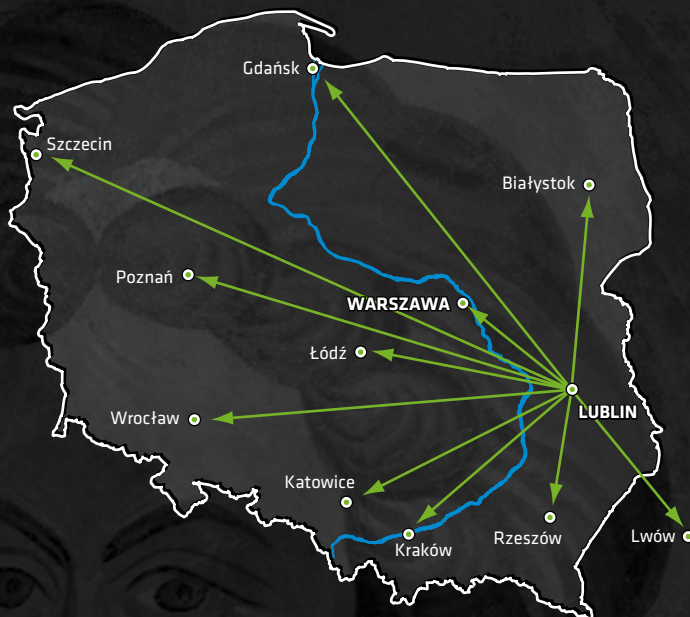 Gdańsk
Szczecin
Białystok
Poznań
WARSZAWA
Łódź
LUBLIN
Wrocław
Katowice
Rzeszów
Lwów
Kraków